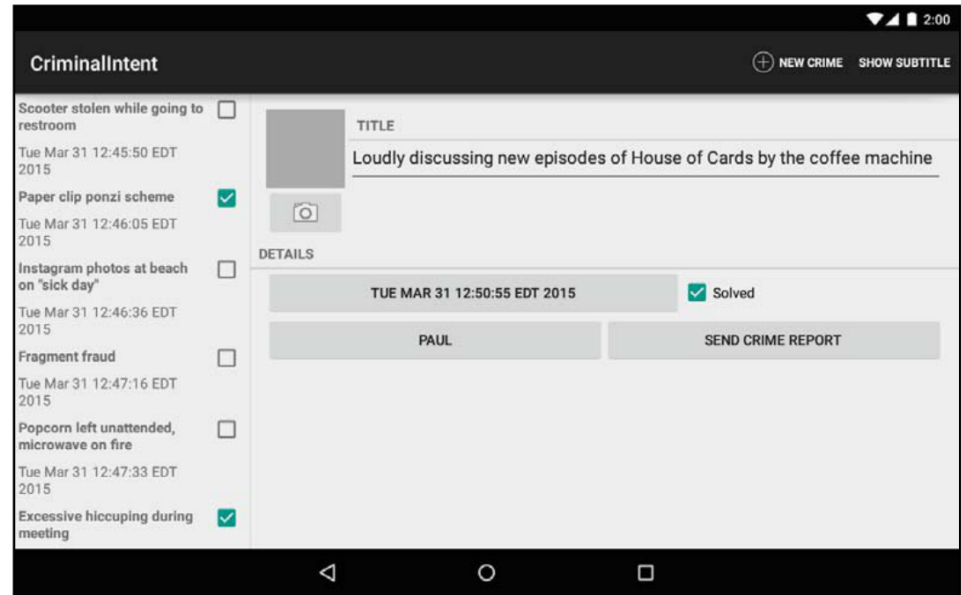 2:00
CriminalIntent
NEW CRIME SHOW SUBTITLE
Scooter stolen while going to
restroom
Tue Mar 31 12:45:50 EDT
2015
Paper clip ponzi scheme
Tue Mar 31 12:46:05 EDT
2015
Instagram photos at beach
on "sick day"
Tue Mar 31 12:46:36 EDT
2015
Fragment fraud
Tue Mar 31 12:47:16 EDT
2015
Popcorn left unattended,
microwave on fire
Tue Mar 31 12:47:33 EDT
2015
Excessive hiccuping during
meeting
TITLE
Loudly discussing new episodes of House of Cards by the coffee machine
DETAILS
TUE MAR 31 12:50:55 EDT 2015
Solved
PAUL
SEND CRIME REPORT